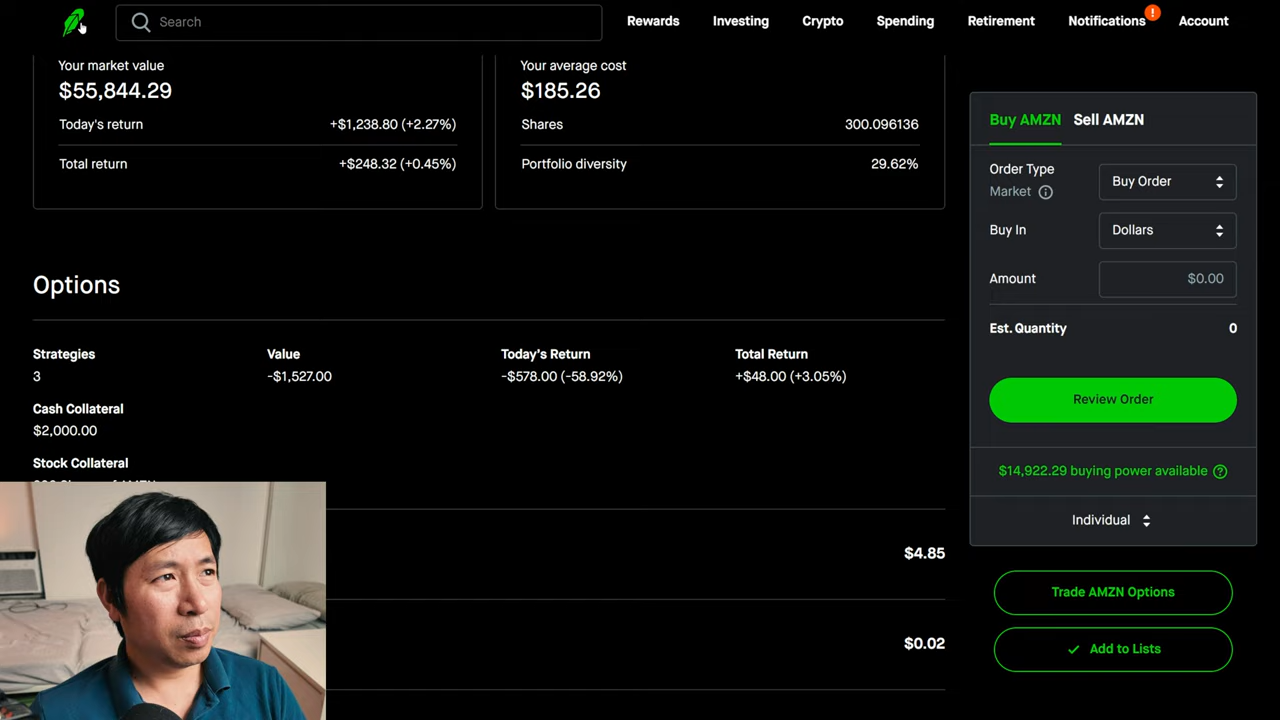 Search
Rewards
Investing
Crypto
Spending
Retirement
Notifications
Account
Your market value
$55,844.29
Today's return +$1,238.80 (+2.27%)
Total return +$248.32 (+0.45%)
Your average cost
$185.26
Shares 300.096136
Portfolio diversity 29.62%
Buy AMZN Sell AMZN
Order Type
Market
Buy Order
Buy In Dollars
Amount $0.00
Est. Quantity 0
Review Order
$14,922.29 buying power available
Individual
Trade AMZN Options
Add to Lists
Options
Strategies Value Today's Return Total Return
3 -$1,527.00 -$578.00 (-58.92%) +$48.00 (+3.05%)
Cash Collateral
$2,000.00
Stock Collateral
$4.85
$0.02